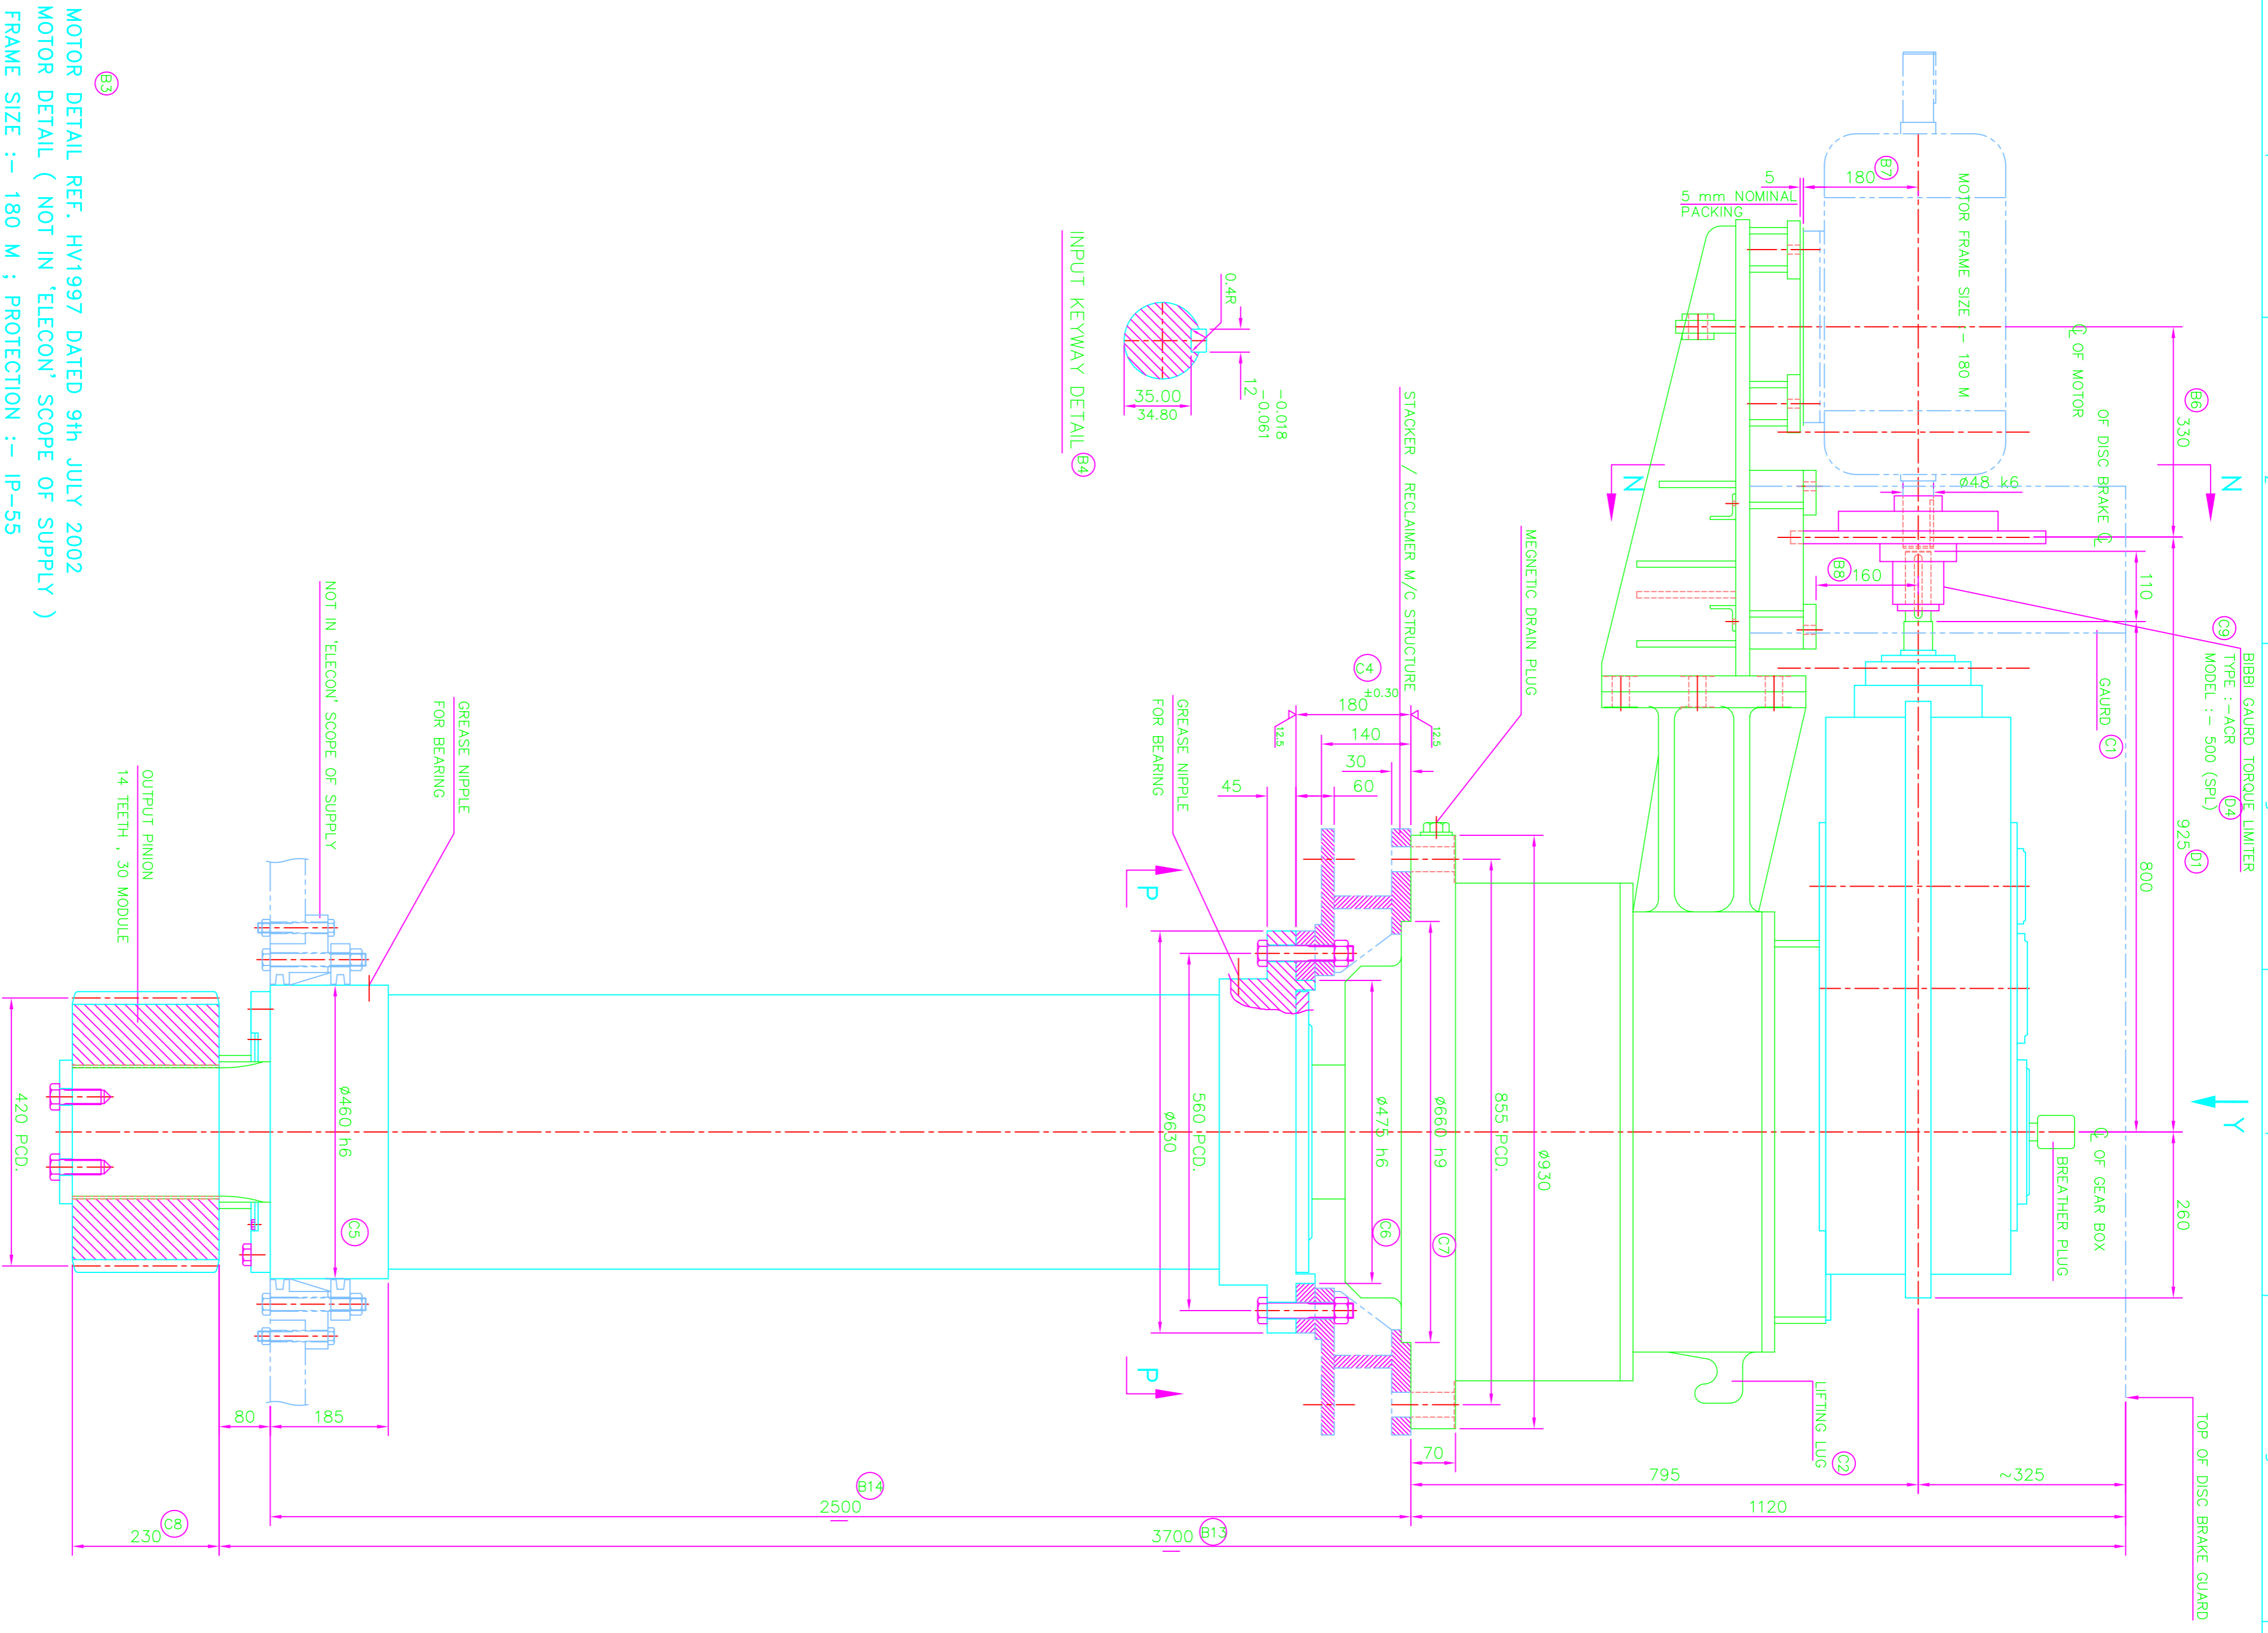 TOP OF DISC BRAKE GUARD
BIBBI GAURD TORQUE LIMITER
TYPE :-ACR
MODEL :- 500 (SPL)
C9
D4
N
Y
B6
330
925
D1
260
110
800
GAURD
C1
℄ OF MOTOR
OF DISC BRAKE ℄
℄ OF GEAR BOX
BREATHER PLUG
MOTOR FRAME SIZE :- 180 M
ø48 k6
B7
180
5
5 mm NOMINAL
PACKING
B8
160
N
LIFTING LUG
C2
~325
795
1120
70
MEGNETIC DRAIN PLUG
STACKER / RECLAIMER M/C STRUCTURE
C4
180
±0.30
12.5
12.5
140
30
60
45
ø930
855 PCD.
ø660 h9
C7
ø475 h6
C6
560 PCD.
ø630
GREASE NIPPLE
FOR BEARING
P
P
0.4R
12
-0.018
-0.061
35.00
34.80
INPUT KEYWAY DETAIL
B4
2500
B14
3700
B13
GREASE NIPPLE
FOR BEARING
NOT IN 'ELECON' SCOPE OF SUPPLY
ø460 h6
C5
185
80
230
C8
OUTPUT PINION
14 TEETH , 30 MODULE
420 PCD.
B3
MOTOR DETAIL REF. HV1997 DATED 9th JULY 2002
MOTOR DETAIL ( NOT IN 'ELECON' SCOPE OF SUPPLY )
FRAME SIZE :- 180 M ; PROTECTION :- IP-55